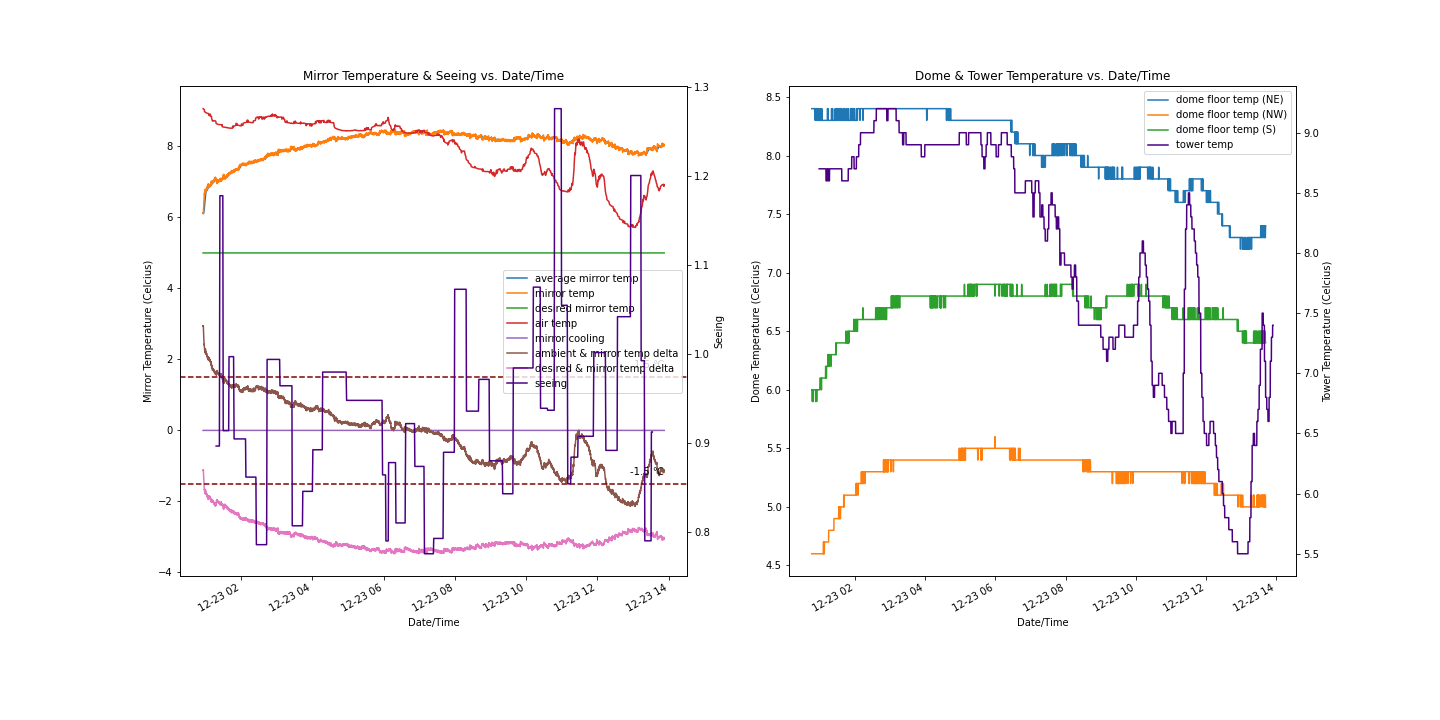 Mirror Temperature & Seeing vs. Date/Time
Mirror Temperature (Celcius)
8
6
4
2
0
−2
−4
1.3
1.2
1.1
1.0
0.9
0.8
Seeing
average mirror temp
mirror temp
desired mirror temp
air temp
mirror cooling
ambient & mirror temp delta
desired & mirror temp delta
seeing
-1.5 °C
12-23 02
12-23 04
12-23 06
12-23 08
12-23 10
12-23 12
12-23 14
Date/Time
Dome & Tower Temperature vs. Date/Time
Dome Temperature (Celcius)
8.5
8.0
7.5
7.0
6.5
6.0
5.5
5.0
4.5
dome floor temp (NE)
dome floor temp (NW)
dome floor temp (S)
tower temp
9.0
8.5
8.0
7.5
7.0
6.5
6.0
5.5
Tower Temperature (Celcius)
12-23 02
12-23 04
12-23 06
12-23 08
12-23 10
12-23 12
12-23 14
Date/Time